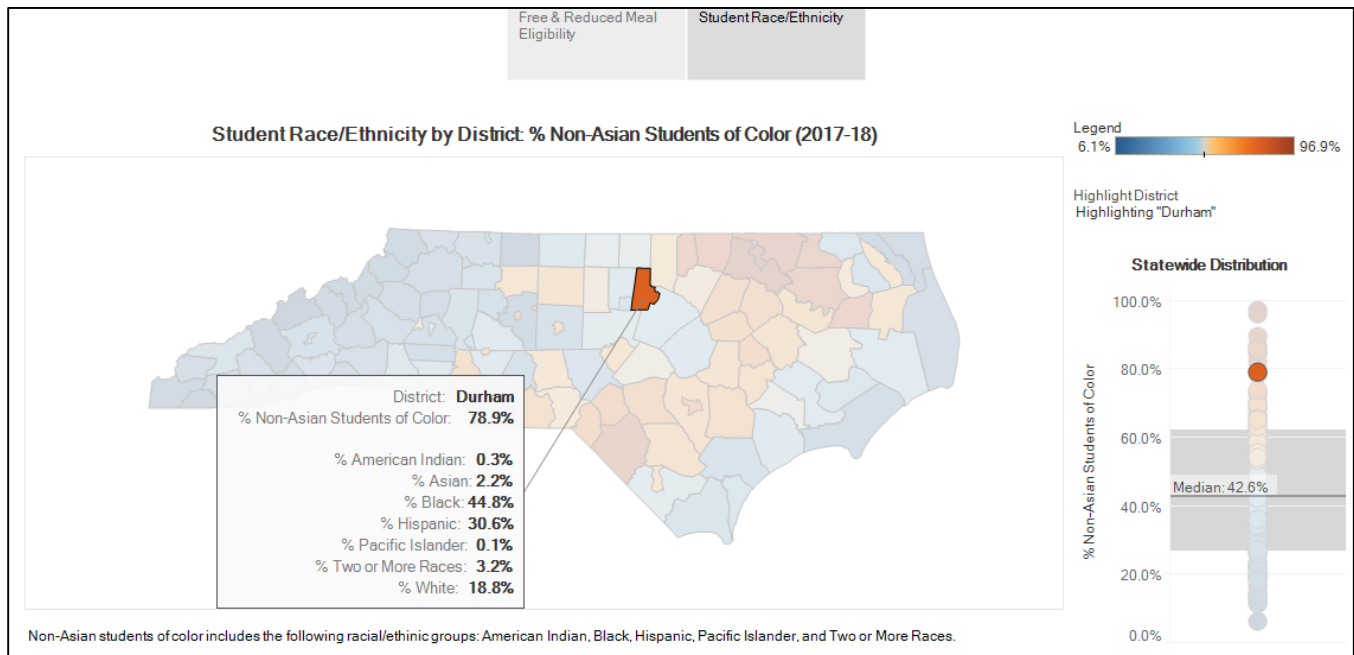 Free & Reduced Meal
Eligibility
Student Race/Ethnicity
Student Race/Ethnicity by District: % Non-Asian Students of Color (2017-18)
Legend
6.1%
96.9%
Highlight District
Highlighting "Durham"
District: Durham
% Non-Asian Students of Color: 78.9%
% American Indian: 0.3%
% Asian: 2.2%
% Black: 44.8%
% Hispanic: 30.6%
% Pacific Islander: 0.1%
% Two or More Races: 3.2%
% White: 18.8%
Statewide Distribution
% Non-Asian Students of Color
100.0%
80.0%
60.0%
Median: 42.6%
40.0%
20.0%
0.0%
Non-Asian students of color includes the following racial/ethinic groups: American Indian, Black, Hispanic, Pacific Islander, and Two or More Races.